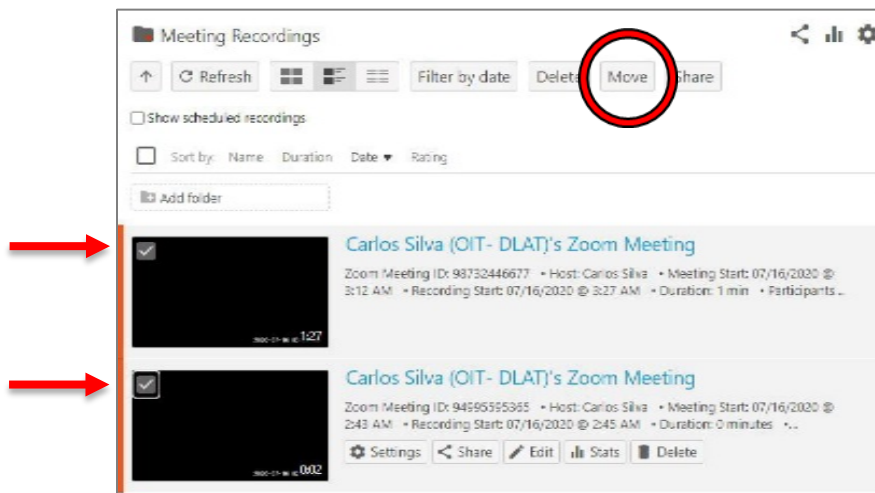 Meeting Recordings
Refresh Filter by date Delete Move Share
Show scheduled recordings
Sort by: Name Duration Date ▼ Rating
Add folder
Carlos Silva (OIT- DLAT)'s Zoom Meeting
Zoom Meeting ID: 98732446677 • Host: Carlos Silva • Meeting Start: 07/16/2020 @
3:12 AM • Recording Start: 07/16/2020 @ 3:27 AM • Duration: 1 min • Participants...
1:27
Carlos Silva (OIT- DLAT)'s Zoom Meeting
Zoom Meeting ID: 94995595365 • Host: Carlos Silva • Meeting Start: 07/16/2020 @
2:43 AM • Recording Start: 07/16/2020 @ 2:45 AM • Duration: 0 minutes •...
Settings Share Edit Stats Delete
0:02